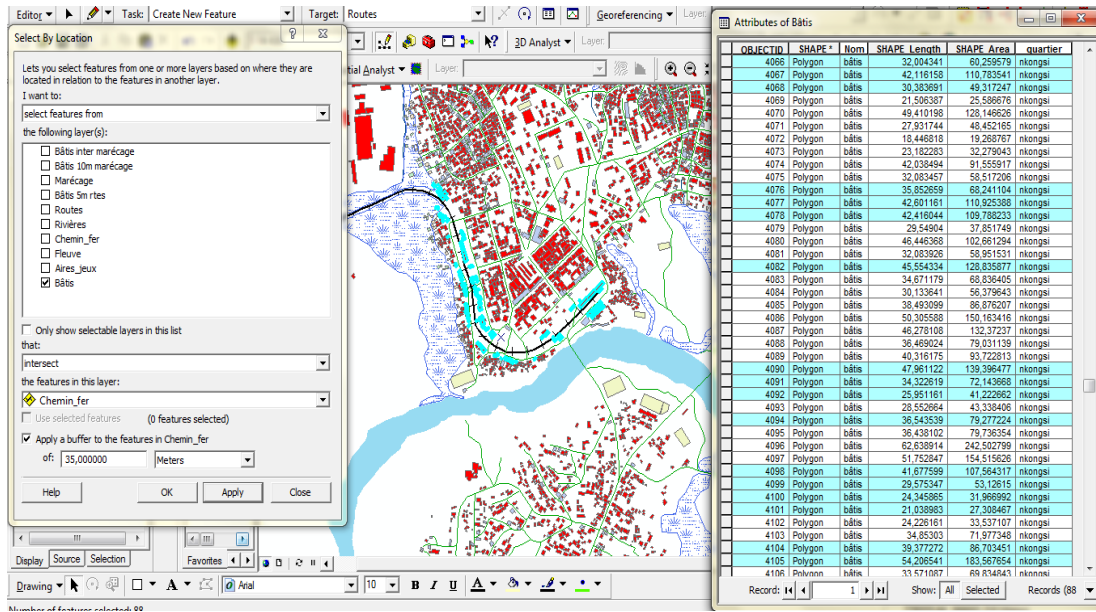 Editor Task: Create New Feature Target: Routes Georeferencing Layer:
3D Analyst Layer:
tial Analyst Layer:
Select By Location
Lets you select features from one or more layers based on where they are
located in relation to the features in another layer.
I want to:
select features from
the following layer(s):
Bâtis inter marécage
Bâtis 10m marécage
Marécage
Bâtis 5m rtes
Routes
Rivières
Chemin_fer
Fleuve
Aires_jeux
Bâtis
Only show selectable layers in this list
that:
intersect
the features in this layer:
Chemin_fer
Use selected features (0 features selected)
Apply a buffer to the features in Chemin_fer
of: 35,000000 Meters
Help OK Apply Close
Display Source Selection Favorites
Drawing A Arial 10 B I U A
Number of features selected: 88
Attributes of Bâtis
OBJECTID SHAPE * Nom SHAPE_Length SHAPE_Area quartier
4066 Polygon bâtis 32,004341 60,259579 nkongsi
4067 Polygon bâtis 42,116158 110,783541 nkongsi
4068 Polygon bâtis 30,383691 49,317247 nkongsi
4069 Polygon bâtis 21,506387 25,586676 nkongsi
4070 Polygon bâtis 49,410198 128,146626 nkongsi
4071 Polygon bâtis 27,931744 48,452165 nkongsi
4072 Polygon bâtis 18,446818 19,268767 nkongsi
4073 Polygon bâtis 23,182283 32,279043 nkongsi
4074 Polygon bâtis 42,038494 91,555917 nkongsi
4075 Polygon bâtis 32,083457 58,517206 nkongsi
4076 Polygon bâtis 35,852659 68,241104 nkongsi
4077 Polygon bâtis 42,601161 110,925388 nkongsi
4078 Polygon bâtis 42,416044 109,788233 nkongsi
4079 Polygon bâtis 29,54904 37,851749 nkongsi
4080 Polygon bâtis 46,446368 102,661294 nkongsi
4081 Polygon bâtis 32,083926 58,951531 nkongsi
4082 Polygon bâtis 45,554334 128,835877 nkongsi
4083 Polygon bâtis 34,671179 68,836405 nkongsi
4084 Polygon bâtis 30,133641 56,379643 nkongsi
4085 Polygon bâtis 38,493099 86,876207 nkongsi
4086 Polygon bâtis 50,305588 150,163416 nkongsi
4087 Polygon bâtis 46,278108 132,37237 nkongsi
4088 Polygon bâtis 36,469024 79,031139 nkongsi
4089 Polygon bâtis 40,316175 93,722813 nkongsi
4090 Polygon bâtis 47,961122 139,396477 nkongsi
4091 Polygon bâtis 34,322619 72,143668 nkongsi
4092 Polygon bâtis 25,951161 41,222662 nkongsi
4093 Polygon bâtis 28,552664 43,338406 nkongsi
4094 Polygon bâtis 36,543539 79,277224 nkongsi
4095 Polygon bâtis 36,438102 79,736354 nkongsi
4096 Polygon bâtis 62,638914 242,502799 nkongsi
4097 Polygon bâtis 51,752847 154,515626 nkongsi
4098 Polygon bâtis 41,677599 107,564317 nkongsi
4099 Polygon bâtis 29,575347 53,12615 nkongsi
4100 Polygon bâtis 24,345865 31,966992 nkongsi
4101 Polygon bâtis 21,038983 27,308467 nkongsi
4102 Polygon bâtis 24,226161 33,537107 nkongsi
4103 Polygon bâtis 34,85303 71,977348 nkongsi
4104 Polygon bâtis 39,377272 86,703451 nkongsi
4105 Polygon bâtis 54,206541 183,567654 nkongsi
4106 Polygon bâtis 33,571087 69,834843 nkongsi
Record: 1 Show: All Selected Records (88